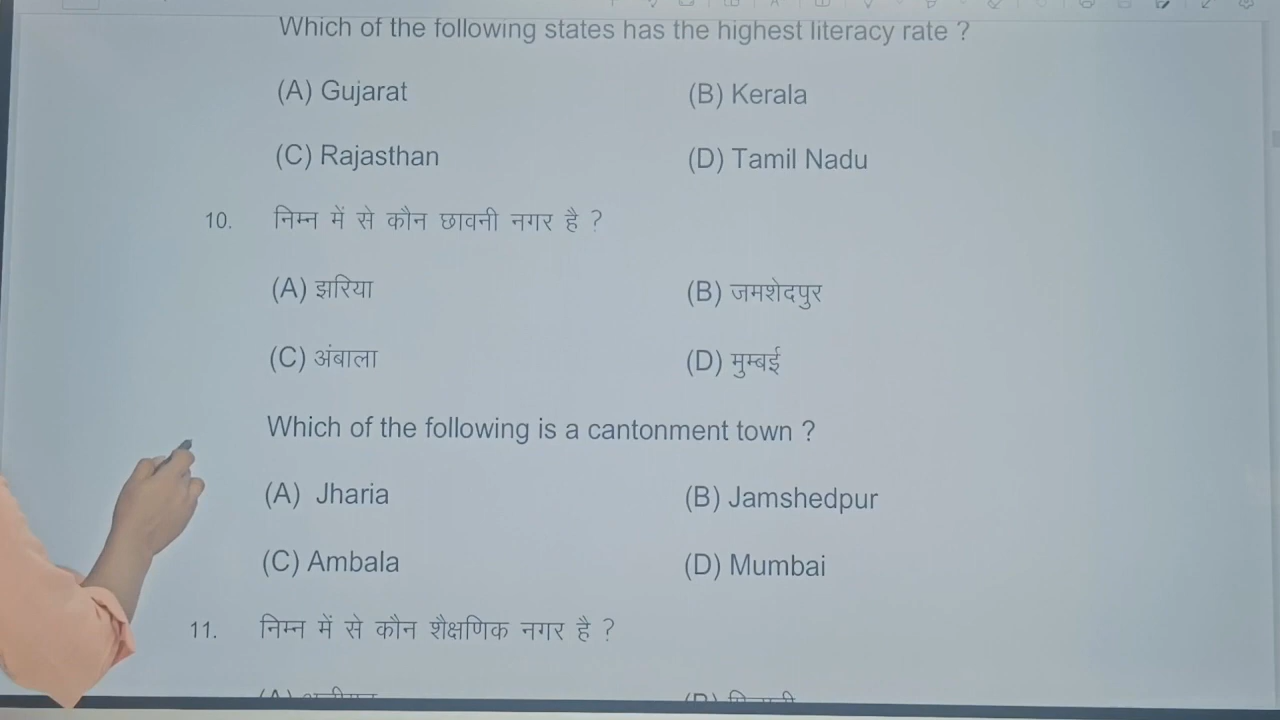 Which of the following states has the highest literacy rate ?
(A) Gujarat (B) Kerala
(C) Rajasthan (D) Tamil Nadu
10. निम्न में से कौन छावनी नगर है ?
(A) झरिया (B) जमशेदपुर
(C) अंबाला (D) मुम्बई
Which of the following is a cantonment town ?
(A) Jharia (B) Jamshedpur
(C) Ambala (D) Mumbai
11. निम्न में से कौन शैक्षणिक नगर है ?
(A) (B)